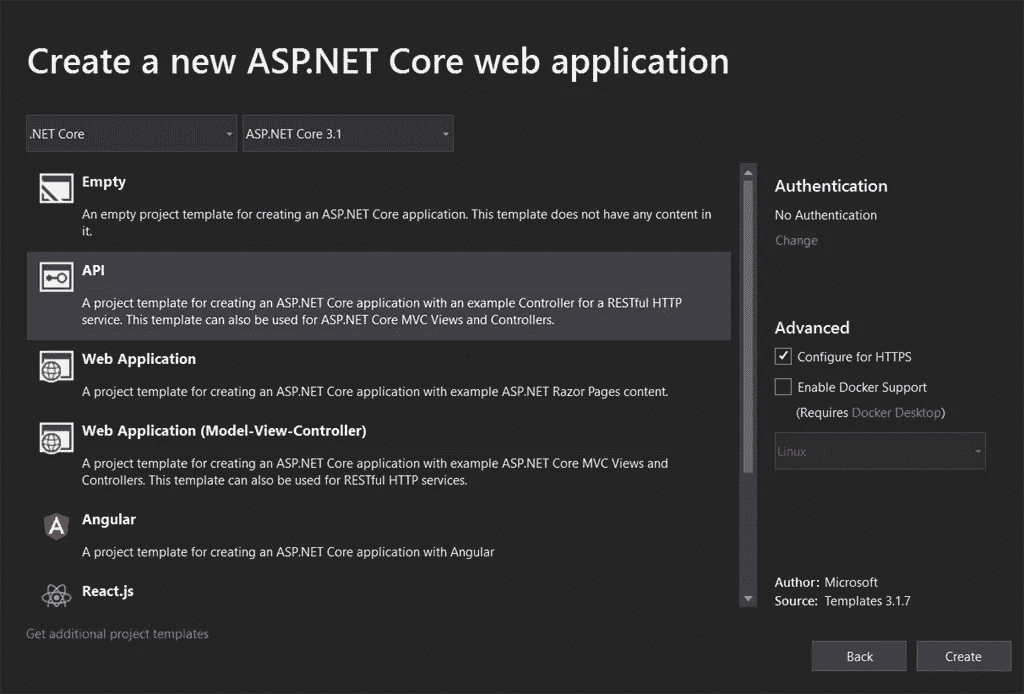 Create a new ASP.NET Core web application
.NET Core
ASP.NET Core 3.1
Empty
An empty project template for creating an ASP.NET Core application. This template does not have any content in
it.
API
A project template for creating an ASP.NET Core application with an example Controller for a RESTful HTTP
service. This template can also be used for ASP.NET Core MVC Views and Controllers.
Web Application
A project template for creating an ASP.NET Core application with example ASP.NET Razor Pages content.
Web Application (Model-View-Controller)
A project template for creating an ASP.NET Core application with example ASP.NET Core MVC Views and
Controllers. This template can also be used for RESTful HTTP services.
A
Angular
A project template for creating an ASP.NET Core application with Angular
React.js
Get additional project templates
Authentication
No Authentication
Change
Advanced
Configure for HTTPS
Enable Docker Support
(Requires Docker Desktop)
Linux
Author: Microsoft
Source: Templates 3.1.7
Back
Create